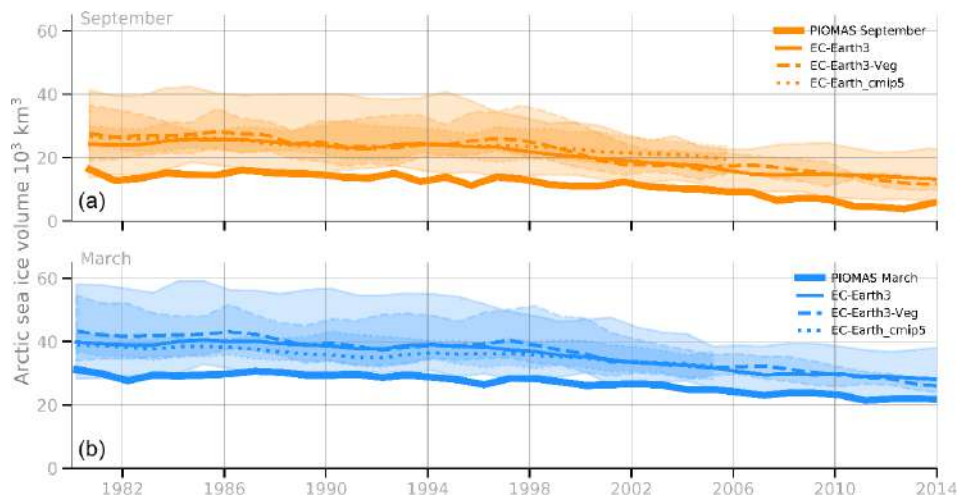 September
60
40
20
0
(a)
PIOMAS September
EC-Earth3
EC-Earth3-Veg
EC-Earth_cmip5
Arctic sea ice volume 10³ km³
March
60
40
20
0
(b)
PIOMAS March
EC-Earth3
EC-Earth3-Veg
EC-Earth_cmip5
1982 1986 1990 1994 1998 2002 2006 2010 2014